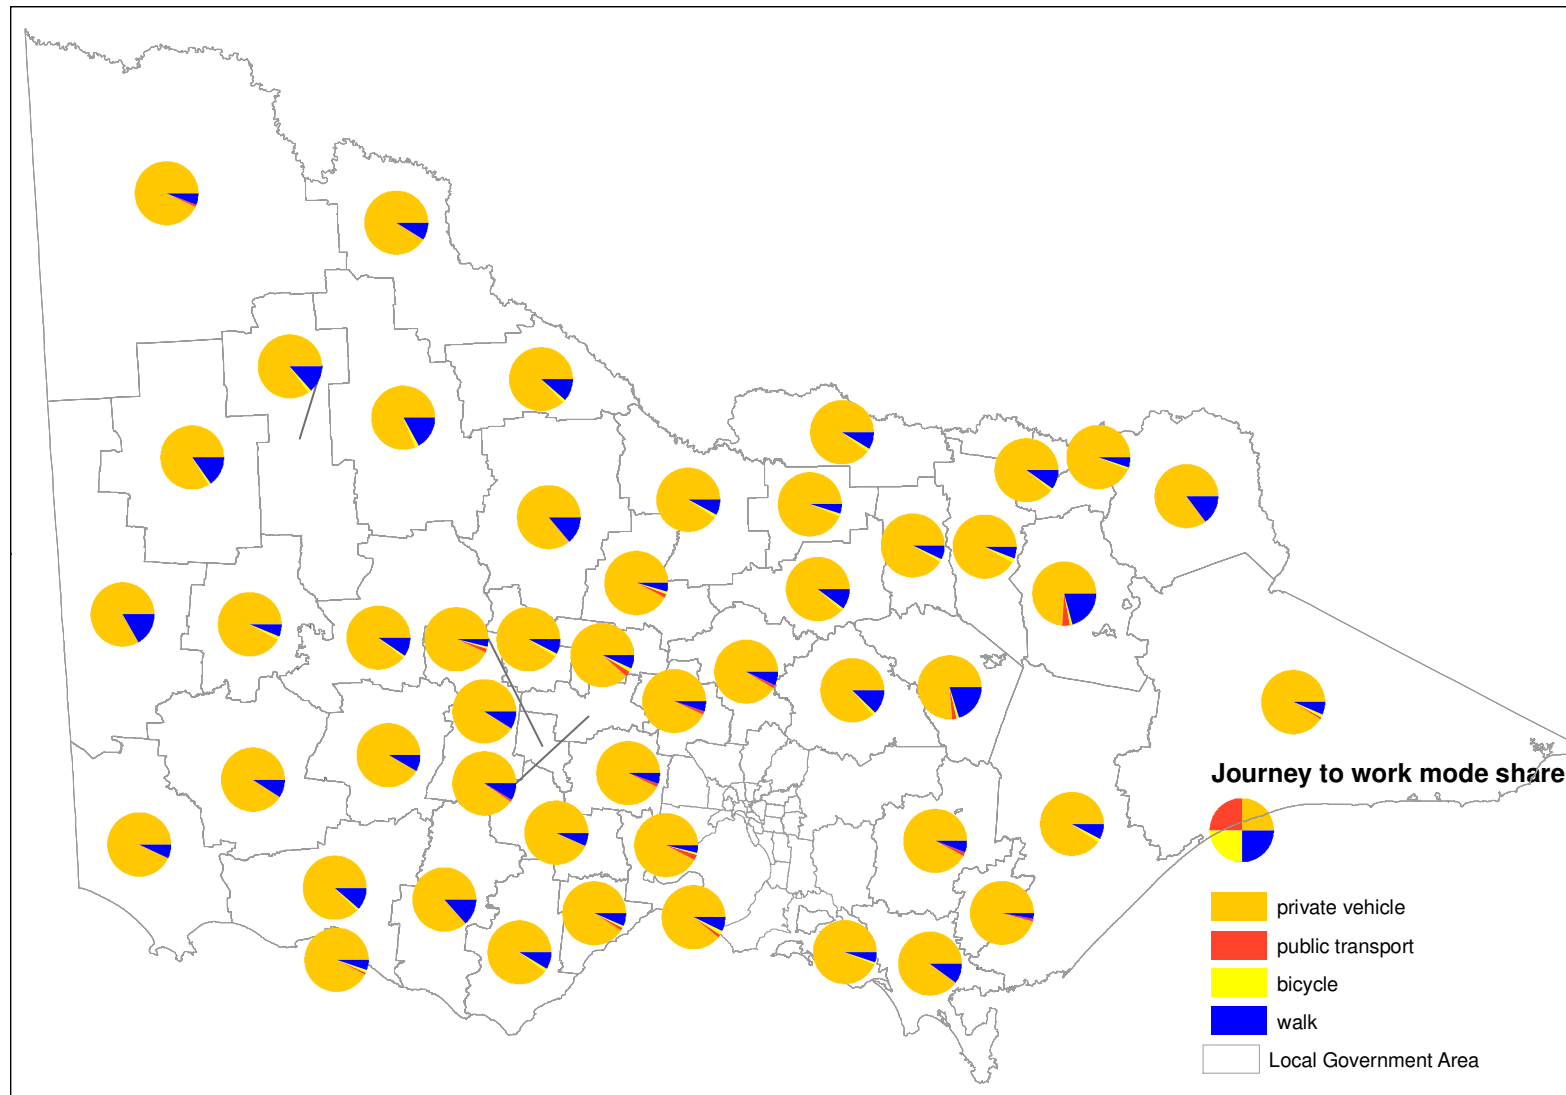 Journey to work mode share
private vehicle
public transport
bicycle
walk
Local Government Area